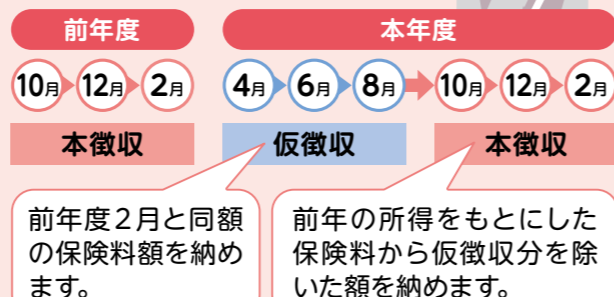 前年度
本年度
10月 12月 2月
4月 6月 8月 10月 12月 2月
本徴収
仮徴収
本徴収
前年度2月と同額
の保険料額を納め
ます。
前年の所得をもとにした
保険料から仮徴収分を除
いた額を納めます。